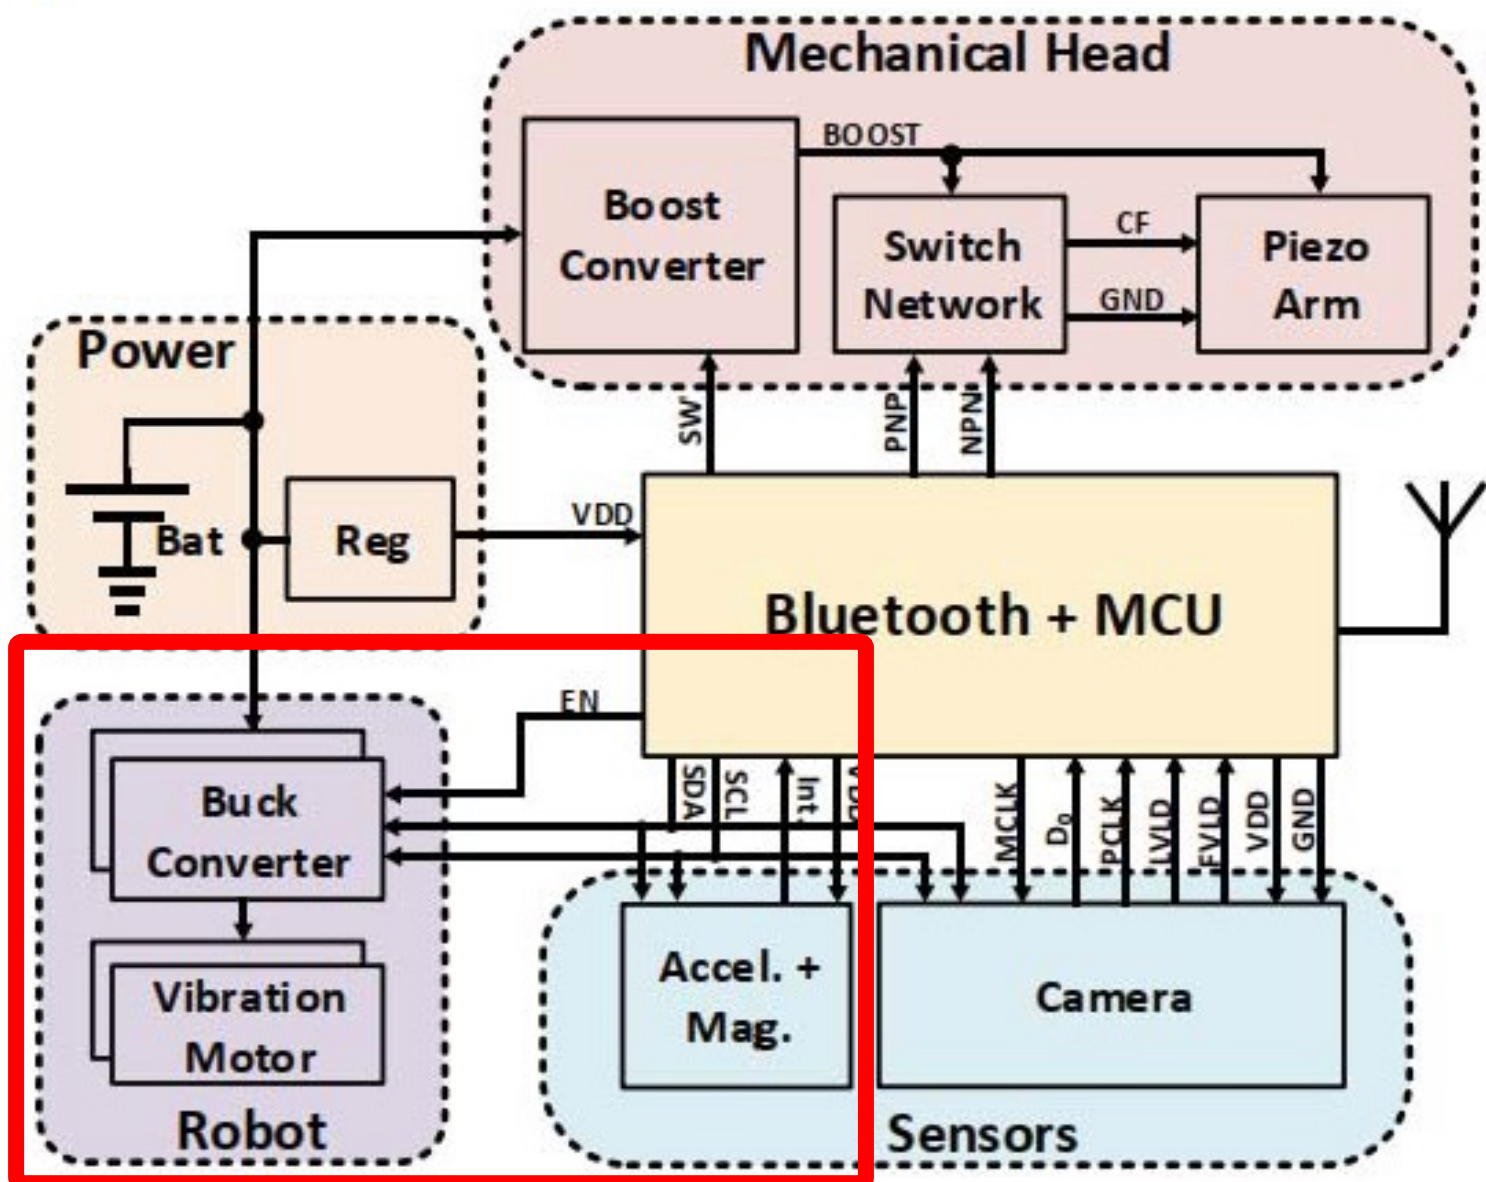 Mechanical Head
BOOST
Boost
Converter
Switch
Network
CF
GND
Piezo
Arm
Power
SW
PNP
NPN
Bat
Reg
VDD
Bluetooth + MCU
EN
SDA
SCL
Int.
VDD
MCLK
D₀
PCLK
LVLD
FVLD
VDD
GND
Buck
Converter
Accel. +
Mag.
Camera
Vibration
Motor
Robot
Sensors